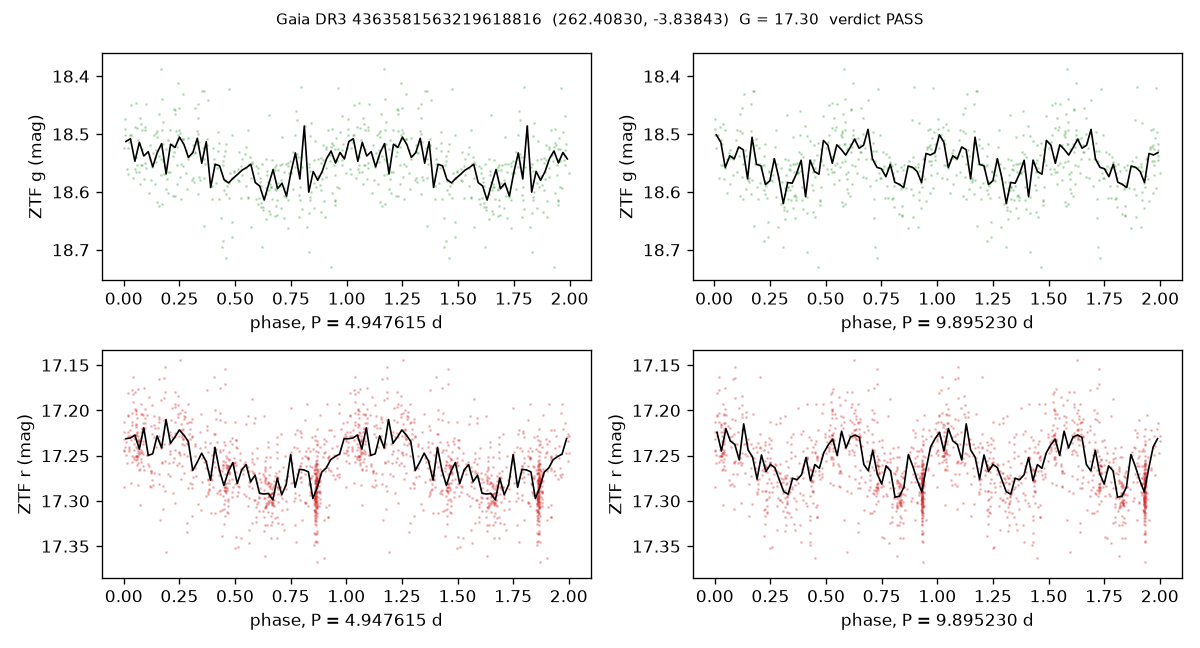 Gaia DR3 4363581563219618816 (262.40830, -3.83843) G = 17.30 verdict PASS
ZTF g (mag)
18.4
18.5
18.6
18.7
0.00 0.25 0.50 0.75 1.00 1.25 1.50 1.75 2.00
phase, P = 4.947615 d
ZTF g (mag)
18.4
18.5
18.6
18.7
0.00 0.25 0.50 0.75 1.00 1.25 1.50 1.75 2.00
phase, P = 9.895230 d
ZTF r (mag)
17.15
17.20
17.25
17.30
17.35
0.00 0.25 0.50 0.75 1.00 1.25 1.50 1.75 2.00
phase, P = 4.947615 d
ZTF r (mag)
17.15
17.20
17.25
17.30
17.35
0.00 0.25 0.50 0.75 1.00 1.25 1.50 1.75 2.00
phase, P = 9.895230 d